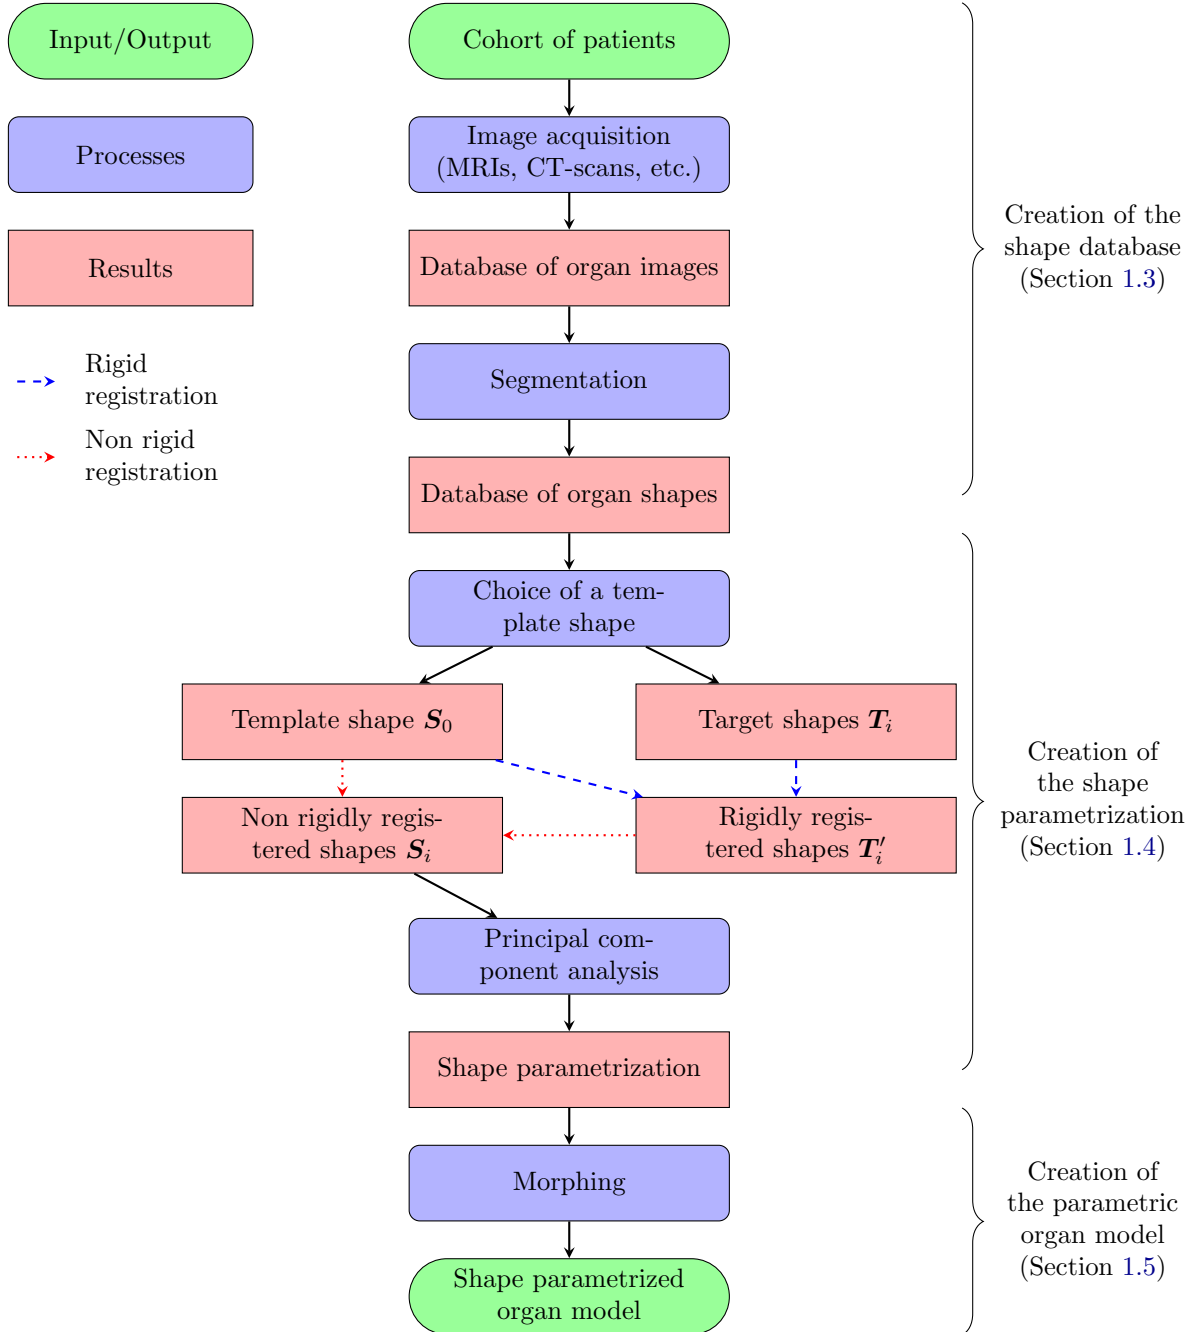 Input/Output
Processes
Results
Rigid
registration
Non rigid
registration
Cohort of patients
Image acquisition
(MRIs, CT-scans, etc.)
Database of organ images
Segmentation
Database of organ shapes
Choice of a tem-
plate shape
Template shape S₀
Target shapes Tᵢ
Non rigidly regis-
tered shapes Sᵢ
Rigidly regis-
tered shapes T′ᵢ
Principal com-
ponent analysis
Shape parametrization
Morphing
Shape parametrized
organ model
Creation of the
shape database
(Section 1.3)
Creation of
the shape
parametrization
(Section 1.4)
Creation of
the parametric
organ model
(Section 1.5)